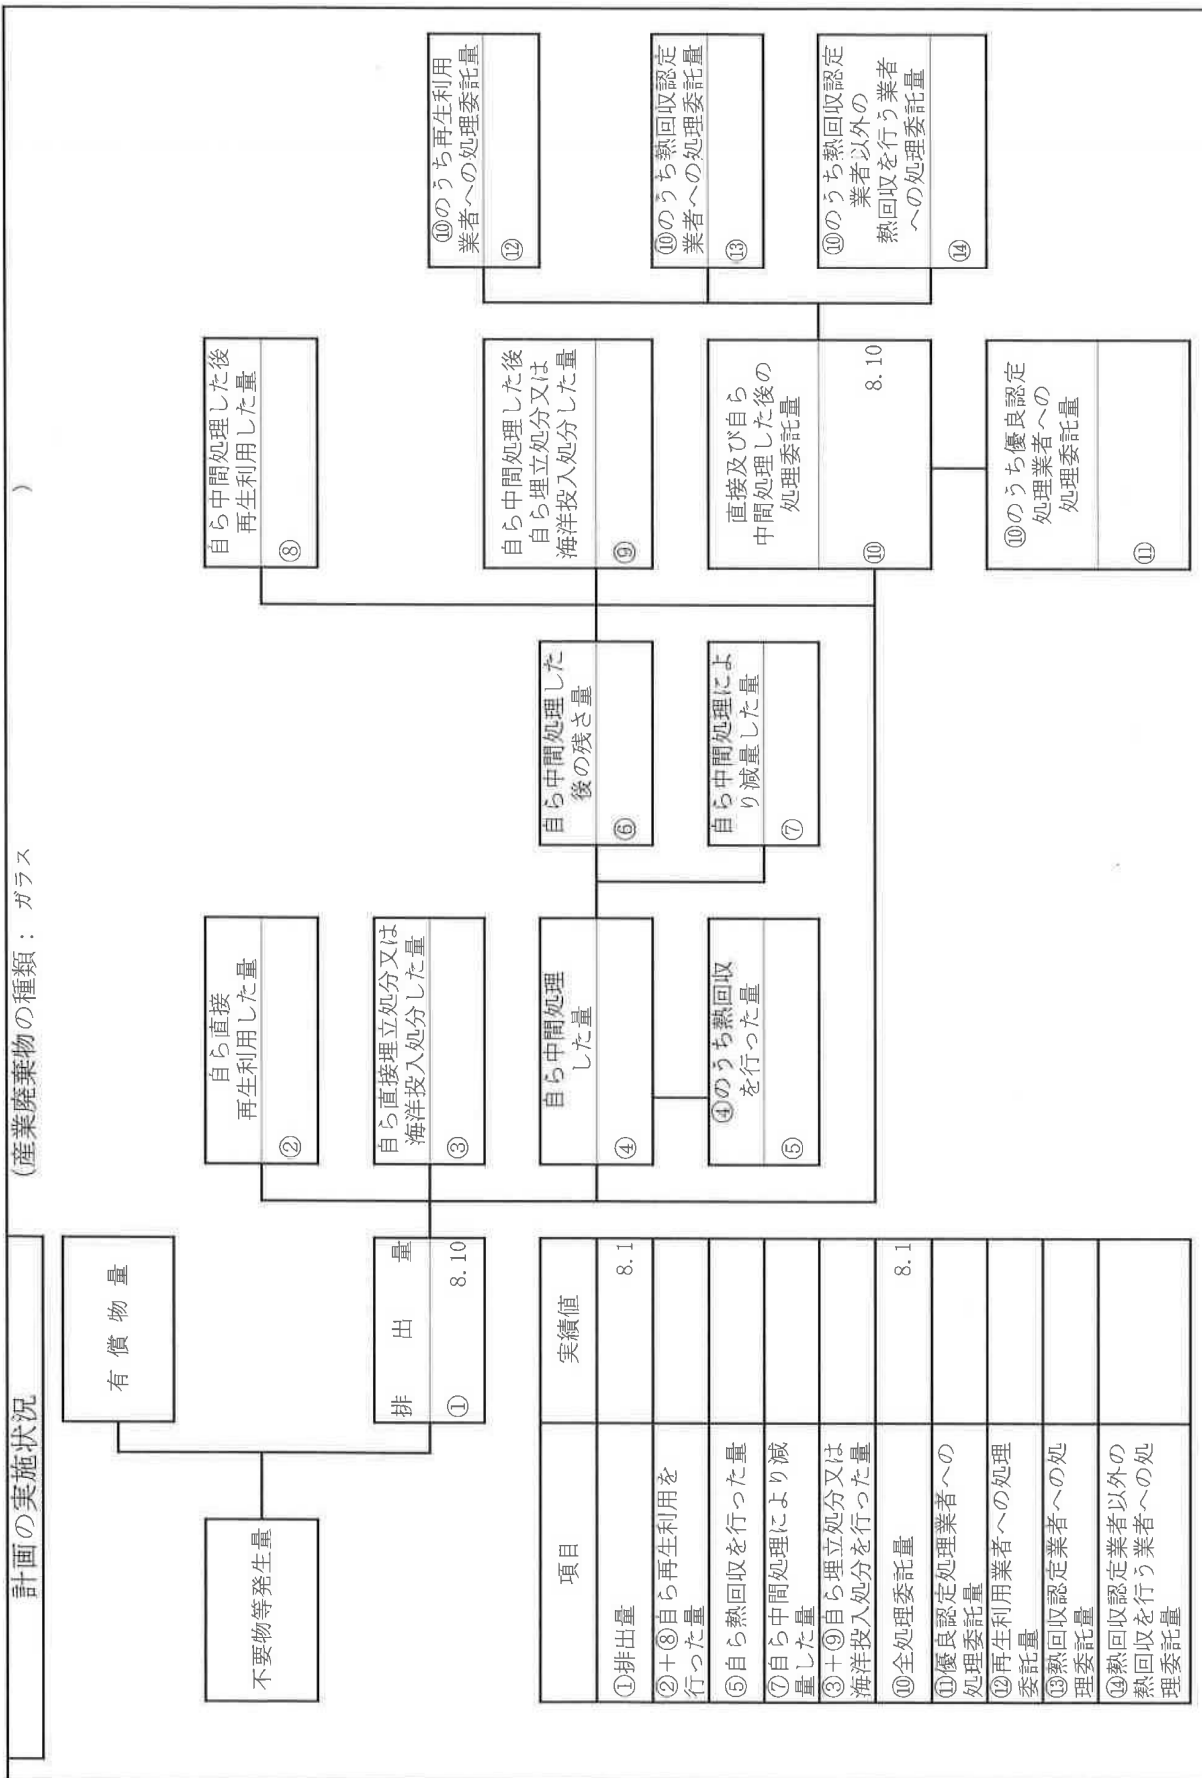 計画の実施状況
(産業廃棄物の種類： ガラス )
不要物等発生量
有 償 物 量
排 出 量
① 8.10
自ら直接
再生利用した量
②
自ら直接埋立処分又は
海洋投入処分した量
③
自ら中間処理
した量
④
④のうち熱回収
を行った量
⑤
自ら中間処理した
後の残さ量
⑥
自ら中間処理によ
り減量した量
⑦
自ら中間処理した後
再生利用した量
⑧
自ら中間処理した後
自ら埋立処分又は
海洋投入処分した量
⑨
直接及び自ら
中間処理した後の
処理委託量
⑩ 8.10
⑩のうち優良認定
処理業者への
処理委託量
⑪
⑩のうち再生利用
業者への処理委託量
⑫
⑩のうち熱回収認定
業者への処理委託量
⑬
⑩のうち熱回収認定
業者以外の
熱回収を行う業者
への処理委託量
⑭
項目 実績値
①排出量 8.1
②+⑧自ら再生利用を
行った量
⑤自ら熱回収を行った量
⑦自ら中間処理により減
量した量
③+⑨自ら埋立処分又は
海洋投入処分を行った量
⑩全処理委託量 8.1
⑪優良認定処理業者への
処理委託量
⑫再生利用業者への処理
委託量
⑬熱回収認定業者への処
理委託量
⑭熱回収認定業者以外の
熱回収を行う業者への処
理委託量